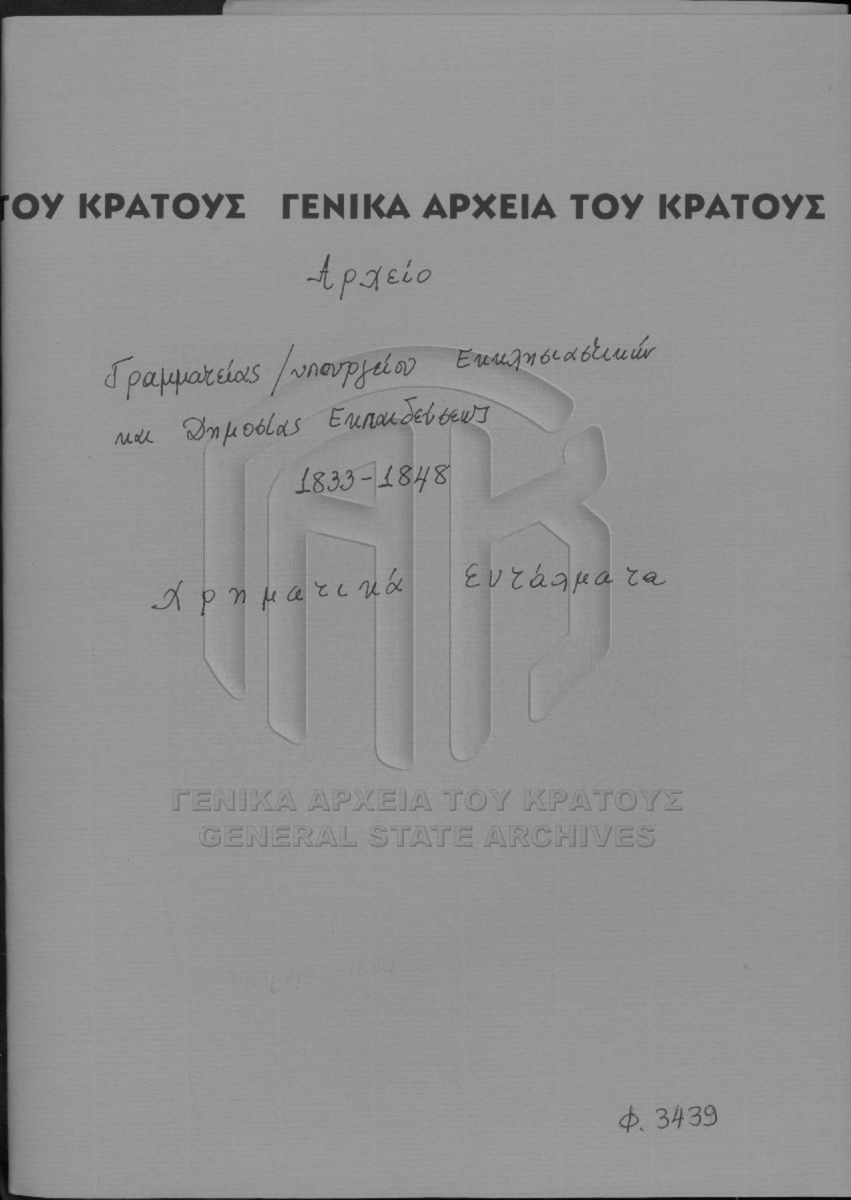 ΤΟΥ ΚΡΑΤΟΥΣ ΓΕΝΙΚΑ ΑΡΧΕΙΑ ΤΟΥ ΚΡΑΤΟΥΣ
Αρχείο
Γραμματείας / υπουργείου Εκκλησιαστικών
και Δημοσίας Εκπαιδεύσεως
1833-1848
Χρηματικά Εντάλματα
ΓΕΝΙΚΑ ΑΡΧΕΙΑ ΤΟΥ ΚΡΑΤΟΥΣ
GENERAL STATE ARCHIVES
φ. 3439